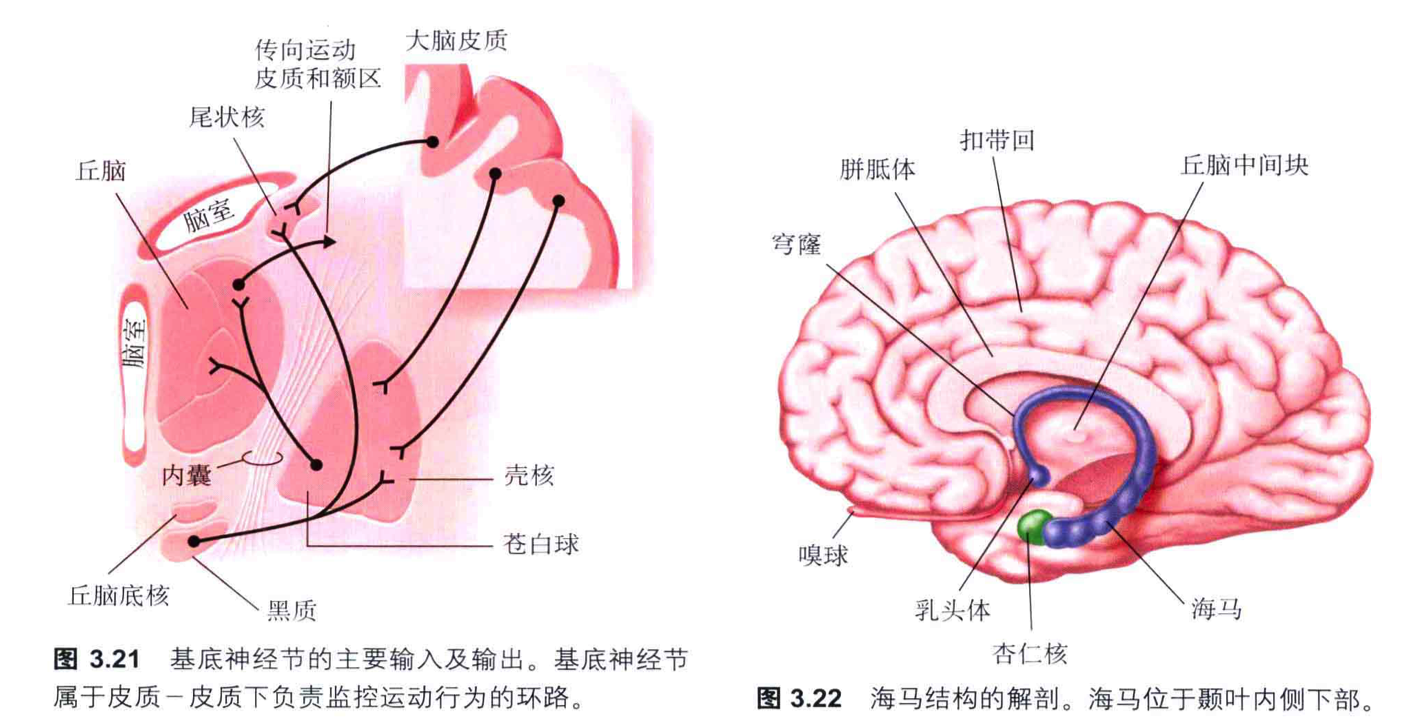 传向运动
皮质和额区
大脑皮质
尾状核
丘脑
脑室
脑室
内囊
壳核
苍白球
丘脑底核
黑质
图 3.21 基底神经节的主要输入及输出。基底神经节
属于皮质－皮质下负责监控运动行为的环路。
扣带回
胼胝体
丘脑中间块
穹窿
嗅球
乳头体
海马
杏仁核
图 3.22 海马结构的解剖。海马位于颞叶内侧下部。